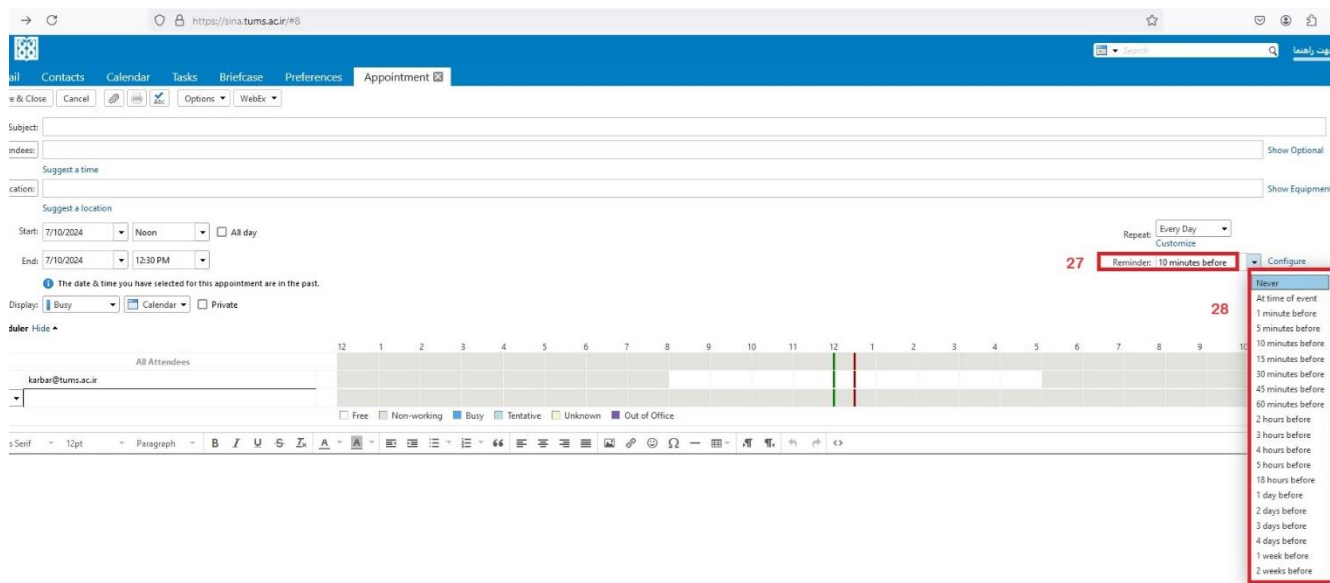 https://sina.tums.ac.ir/#8
Search
جهت راهنما
ail Contacts Calendar Tasks Briefcase Preferences Appointment
e & Close Cancel Abc Options WebEx
Subject:
endees: Show Optional
Suggest a time
cation: Show Equipment
Suggest a location
Start: 7/10/2024 Noon All day
Repeat: Every Day
Customize
End: 7/10/2024 12:30 PM
27 Reminder: 10 minutes before Configure
The date & time you have selected for this appointment are in the past.
Display: Busy Calendar Private
28
Never
At time of event
1 minute before
5 minutes before
10 minutes before
15 minutes before
30 minutes before
45 minutes before
60 minutes before
2 hours before
3 hours before
4 hours before
5 hours before
18 hours before
1 day before
2 days before
3 days before
4 days before
1 week before
2 weeks before
duler Hide
12 1 2 3 4 5 6 7 8 9 10 11 12 1 2 3 4 5 6 7 8 9 10
All Attendees
karbar@tums.ac.ir
Free Non-working Busy Tentative Unknown Out of Office
s Serif 12pt Paragraph B I U S Tx A A